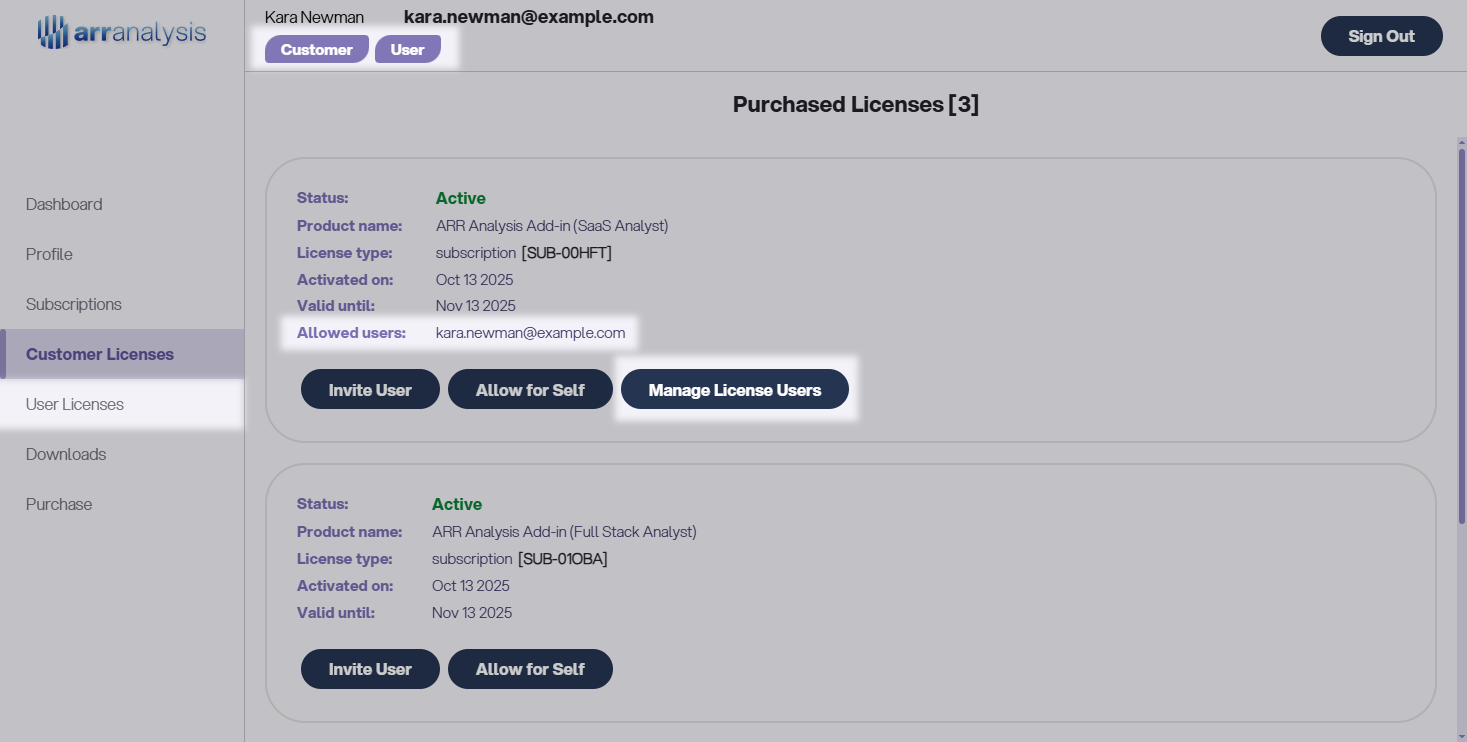 arranalysis
Kara Newman kara.newman@example.com
Customer User
Sign Out
Dashboard
Profile
Subscriptions
Customer Licenses
User Licenses
Downloads
Purchase
Purchased Licenses [3]
Status: Active
Product name: ARR Analysis Add-in (SaaS Analyst)
License type: subscription [SUB-00HFT]
Activated on: Oct 13 2025
Valid until: Nov 13 2025
Allowed users: kara.newman@example.com
Invite User Allow for Self Manage License Users
Status: Active
Product name: ARR Analysis Add-in (Full Stack Analyst)
License type: subscription [SUB-01OBA]
Activated on: Oct 13 2025
Valid until: Nov 13 2025
Invite User Allow for Self